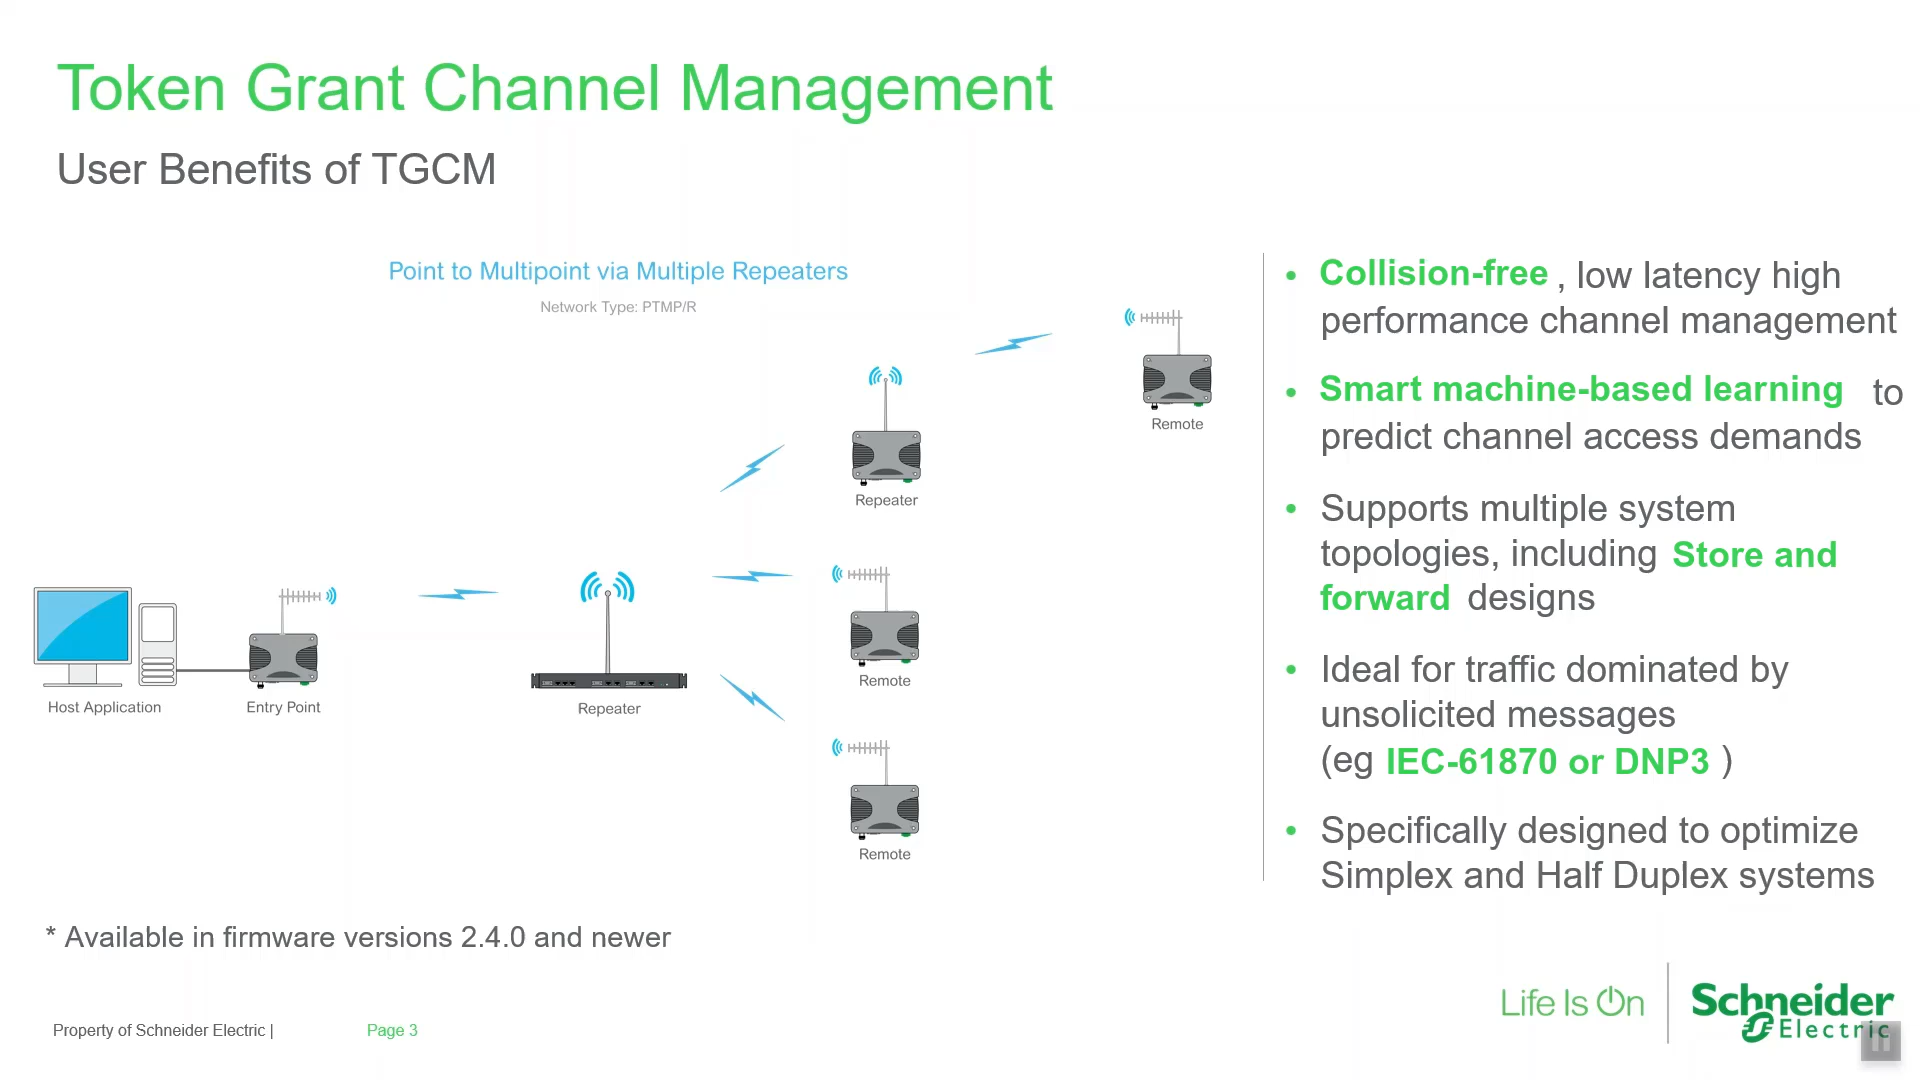 Token Grant Channel Management
User Benefits of TGCM
Point to Multipoint via Multiple Repeaters
Network Type: PTMP/R
Remote
Repeater
Remote
Host Application
Entry Point
Repeater
Remote
• Collision-free , low latency high
performance channel management
• Smart machine-based learning to
predict channel access demands
• Supports multiple system
topologies, including Store and
forward designs
• Ideal for traffic dominated by
unsolicited messages
(eg IEC-61870 or DNP3 )
• Specifically designed to optimize
Simplex and Half Duplex systems
* Available in firmware versions 2.4.0 and newer
Property of Schneider Electric |
Page 3
Life Is On
Schneider
Electric